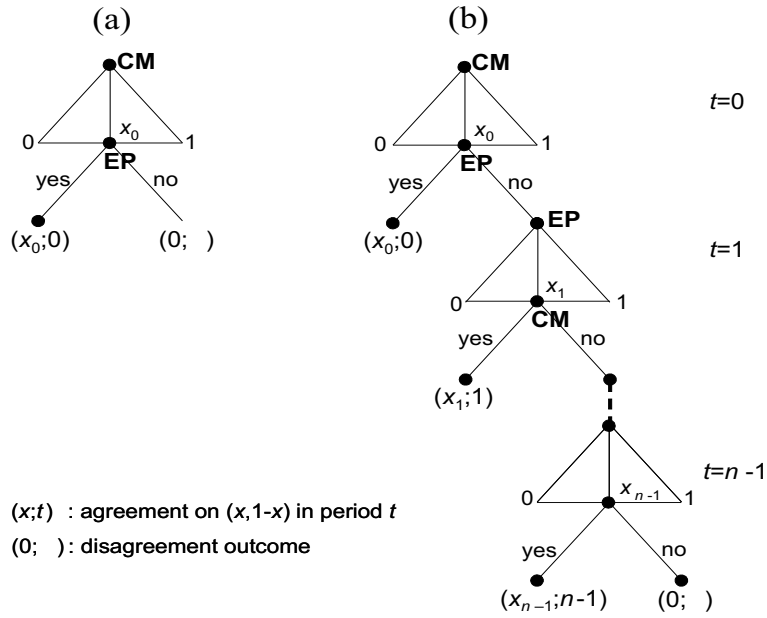 (a) (b)
CM CM
t=0
0 x0 1 0 x0 1
EP EP
yes no yes no
EP
(x0;0) (0; ) (x0;0)
t=1
0 x1 1
CM
yes no
(x1;1)
t=n -1
0 xn -1 1
(x;t) : agreement on (x,1-x) in period t
yes no
(0; ) : disagreement outcome
(xn -1;n-1) (0; )